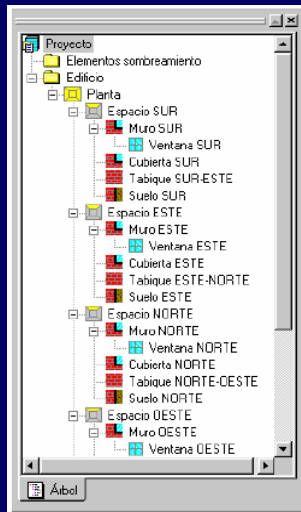 Proyecto
Elementos sombreamiento
Edificio
Planta
Espacio SUR
Muro SUR
Ventana SUR
Cubierta SUR
Tabique SUR-ESTE
Suelo SUR
Espacio ESTE
Muro ESTE
Ventana ESTE
Cubierta ESTE
Tabique ESTE-NORTE
Suelo ESTE
Espacio NORTE
Muro NORTE
Ventana NORTE
Cubierta NORTE
Tabique NORTE-OESTE
Suelo NORTE
Espacio OESTE
Muro OESTE
Ventana OESTE
Árbol